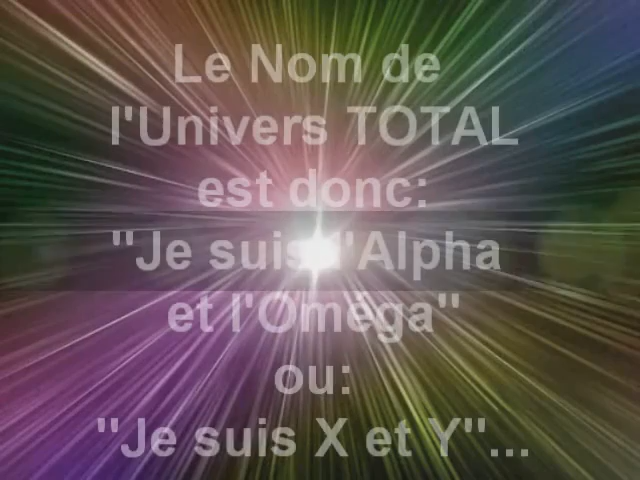 Le Nom de
l'Univers TOTAL
est donc:
"Je suis l'Alpha
et l'Oméga"
ou:
"Je suis X et Y"...